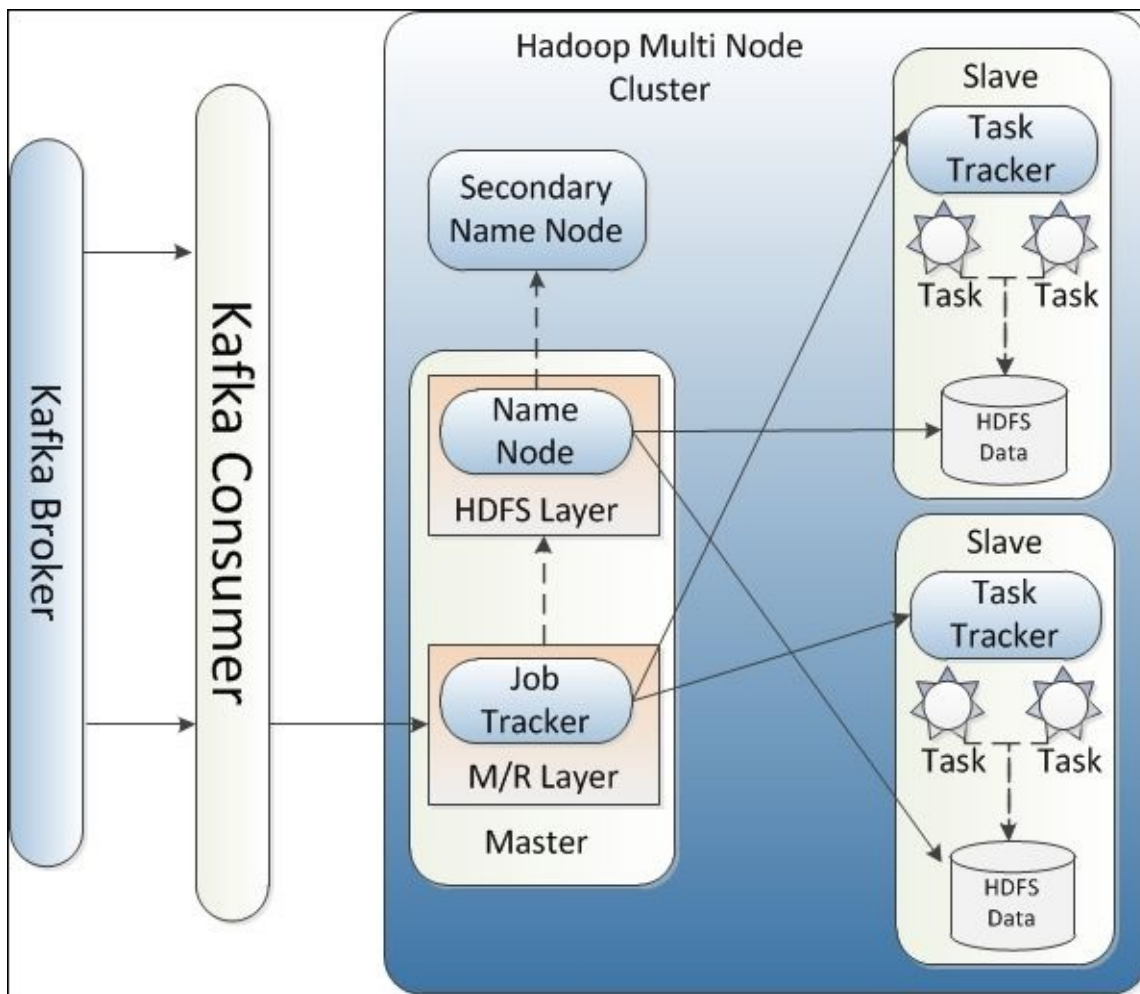 Kafka Broker
Kafka Consumer
Hadoop Multi Node
Cluster
Secondary
Name Node
Name
Node
HDFS Layer
Job
Tracker
M/R Layer
Master
Slave
Task
Tracker
Task
Task
HDFS
Data
Slave
Task
Tracker
Task
Task
HDFS
Data